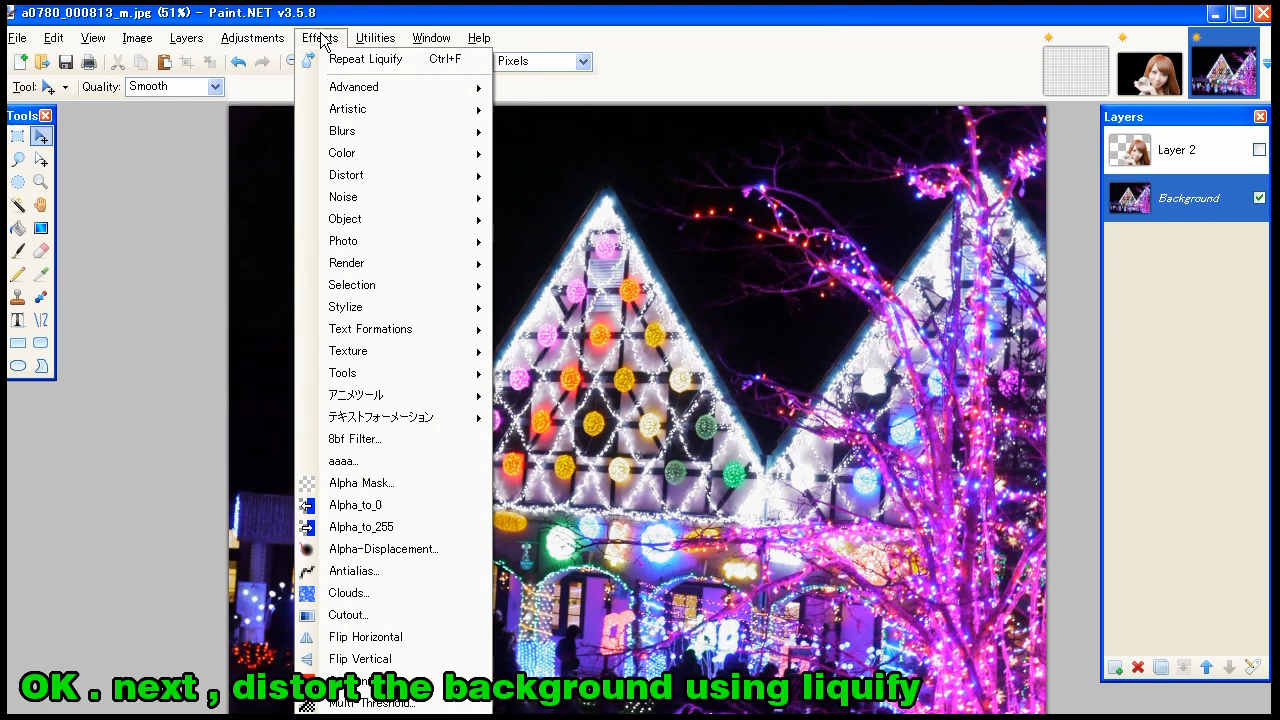 a0780_000813_m.jpg (51%) - Paint.NET v3.5.8
File Edit View Image Layers Adjustments Effects Utilities Window Help
Ctrl+F
Pixels
Tool: Quality: Smooth
Tools
Layers
Layer 2
Background
Advanced
Artistic
Blurs
Color
Distort
Noise
Object
Photo
Render
Selection
Stylize
Text Formations
Texture
Tools
アニメツール
テキストフォーメーション
8bf Filter...
aaaa...
Alpha Mask...
Alpha_to_0
Alpha_to_255
Alpha-Displacement...
Antialias...
Clouds...
Cutout...
Flip Horizontal
Flip Vertical
OK . next , distort the background using liquify